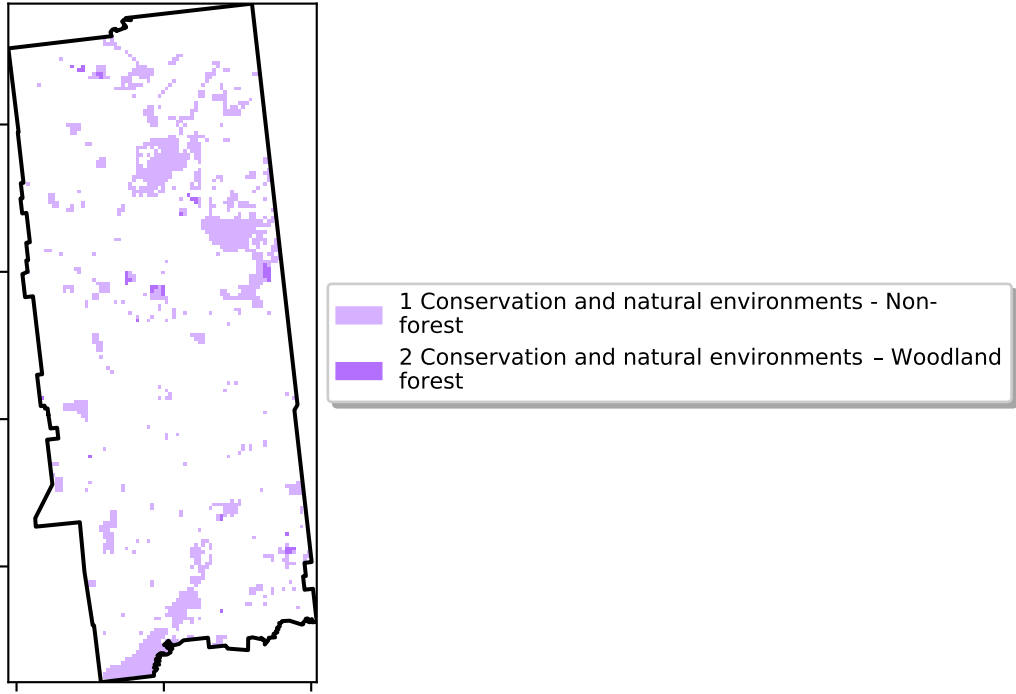 1 Conservation and natural environments - Non-
forest
2 Conservation and natural environments – Woodland
forest